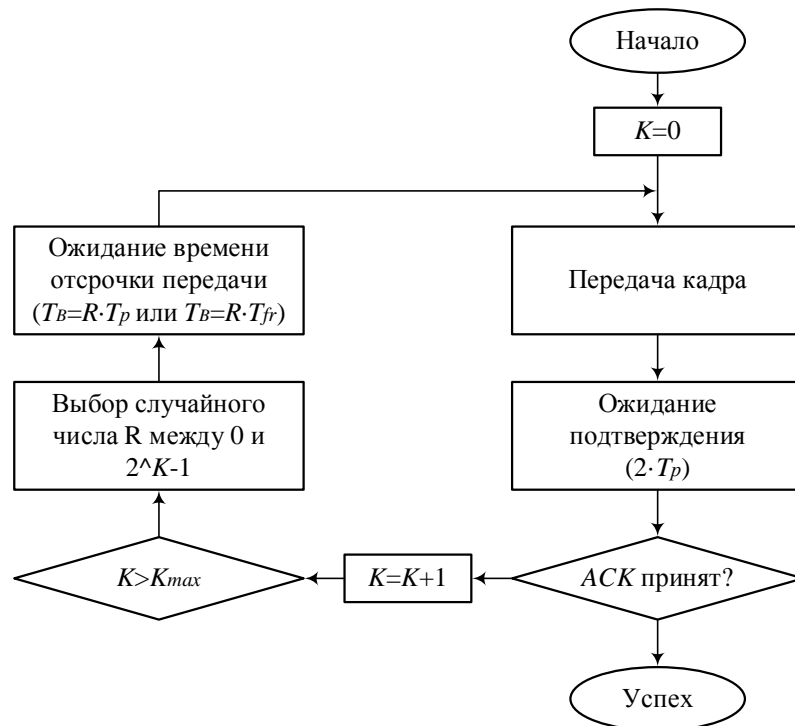 Начало
K=0
Ожидание времени
отсрочки передачи
(TB=R·Tp или TB=R·Tfr)
Передача кадра
Выбор случайного
числа R между 0 и
2^K-1
Ожидание
подтверждения
(2·Tp)
K>Kmax
K=K+1
ACK принят?
Успех